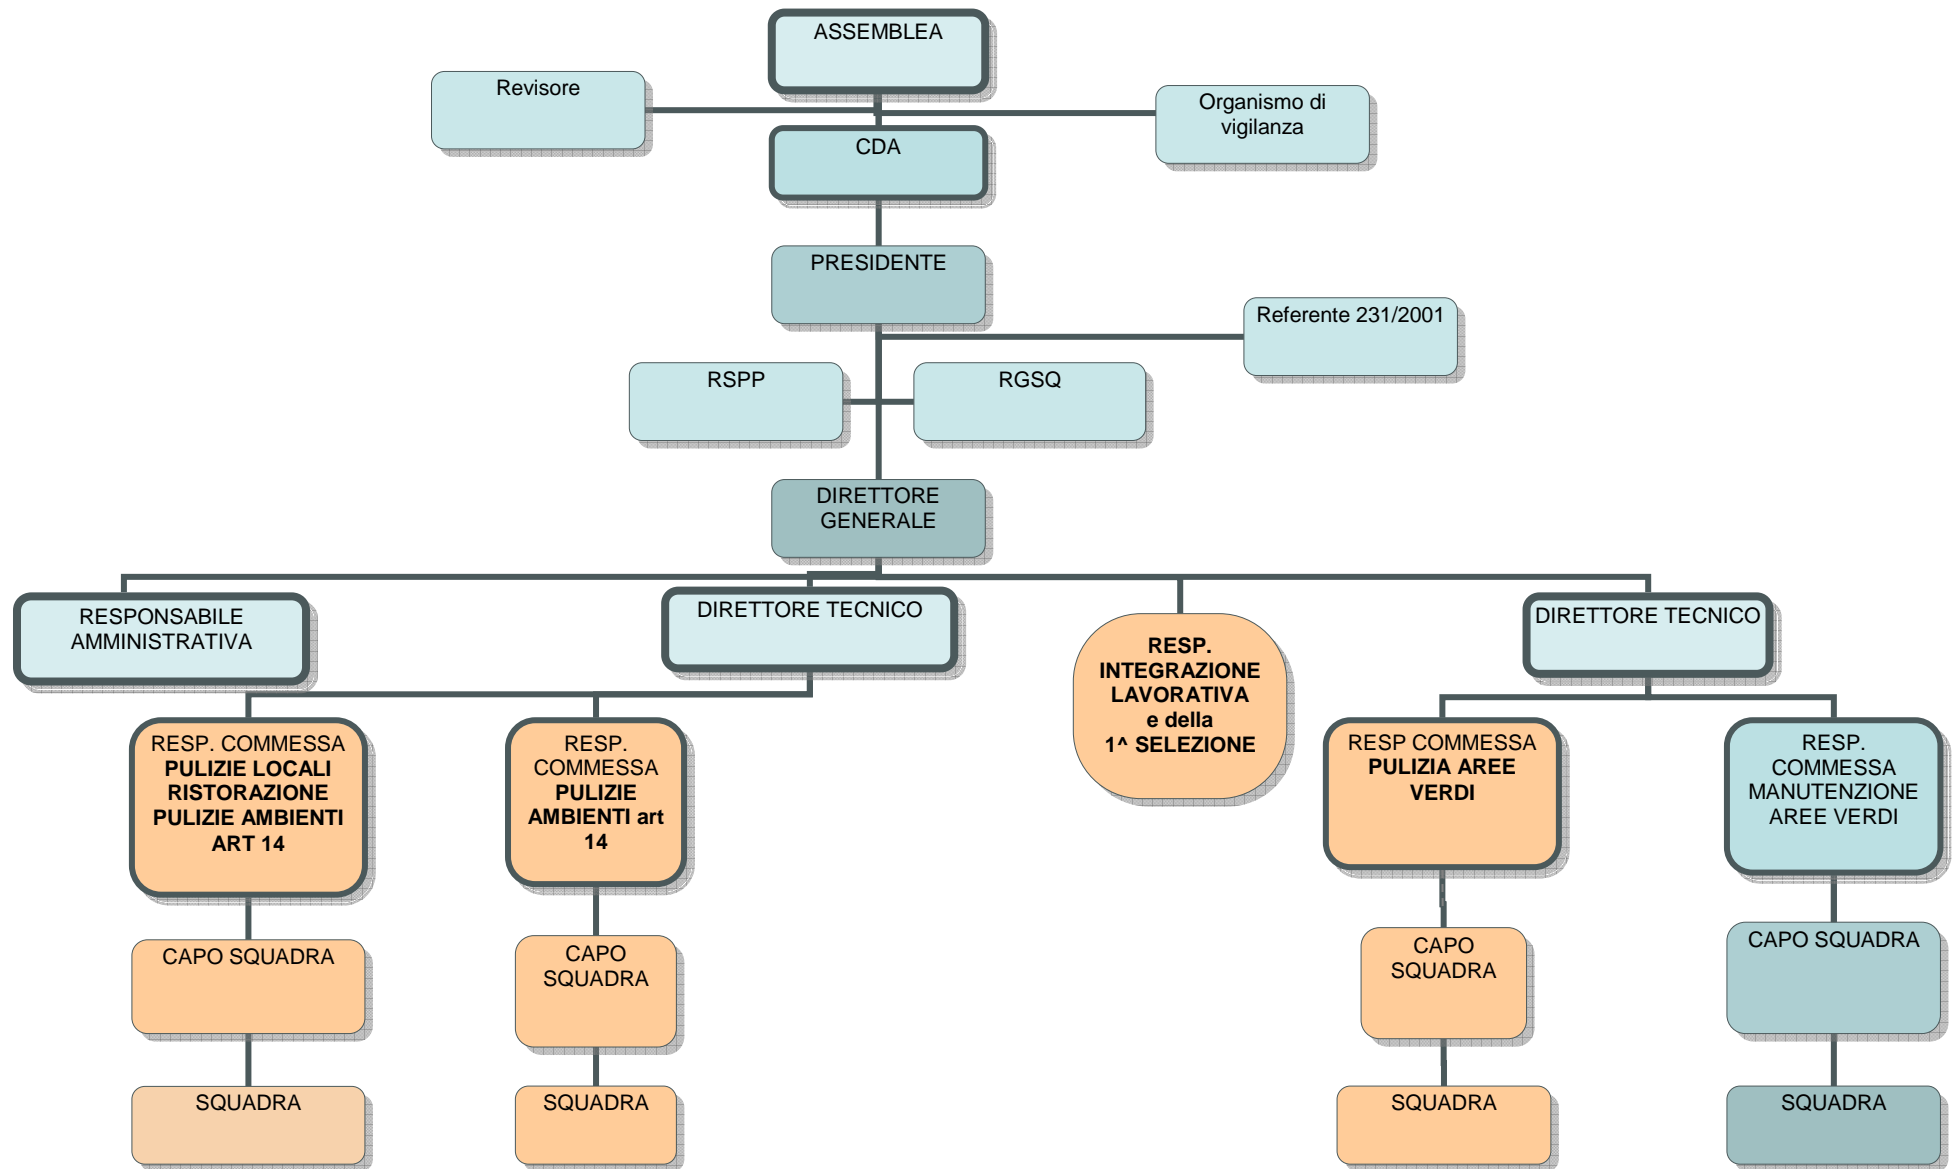 ASSEMBLEA
Revisore
Organismo di
vigilanza
CDA
PRESIDENTE
Referente 231/2001
RSPP
RGSQ
DIRETTORE
GENERALE
RESPONSABILE
AMMINISTRATIVA
DIRETTORE TECNICO
RESP.
INTEGRAZIONE
LAVORATIVA
e della
1^ SELEZIONE
DIRETTORE TECNICO
RESP. COMMESSA
PULIZIE LOCALI
RISTORAZIONE
PULIZIE AMBIENTI
ART 14
RESP.
COMMESSA
PULIZIE
AMBIENTI art
14
RESP COMMESSA
PULIZIA AREE
VERDI
RESP.
COMMESSA
MANUTENZIONE
AREE VERDI
CAPO SQUADRA
CAPO
SQUADRA
CAPO
SQUADRA
CAPO SQUADRA
SQUADRA
SQUADRA
SQUADRA
SQUADRA